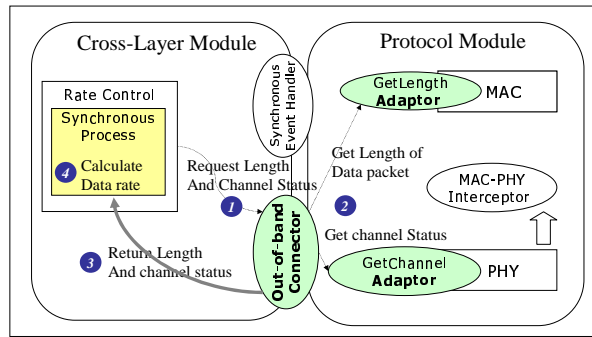 Cross-Layer Module
Protocol Module
Rate Control
Synchronous
Process
4
Calculate
Data rate
Synchronous
Event Handler
GetLength
Adaptor
MAC
Request Length
And Channel Status
1
Get Length of
Data packet
2
MAC-PHY
Interceptor
3
Return Length
And channel status
Out-of-band
Connector
Get channel Status
GetChannel
Adaptor
PHY